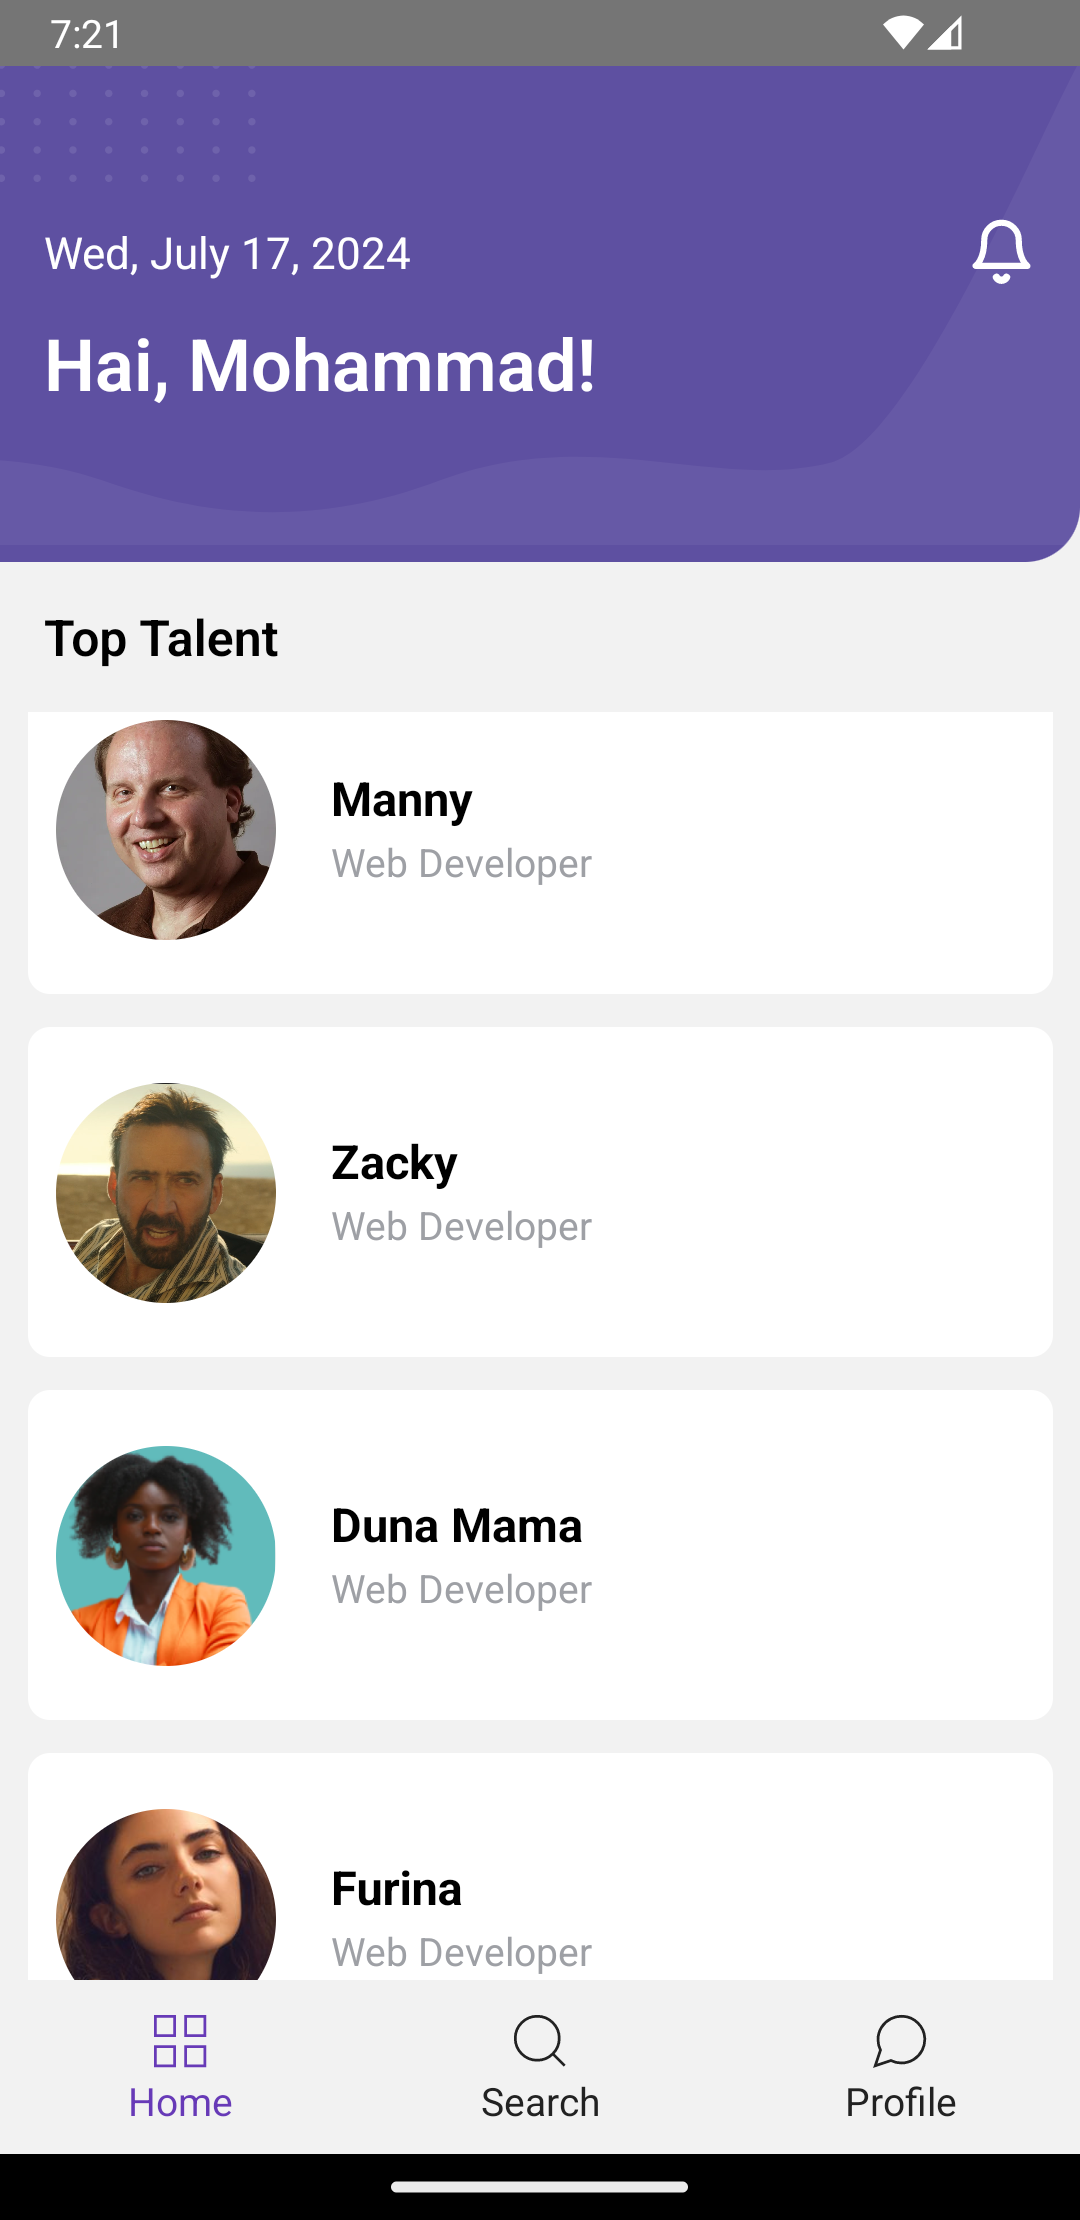 7:21
Wed, July 17, 2024
Hai, Mohammad!
Top Talent
Manny
Web Developer
Zacky
Web Developer
Duna Mama
Web Developer
Furina
Web Developer
Home
Search
Profile